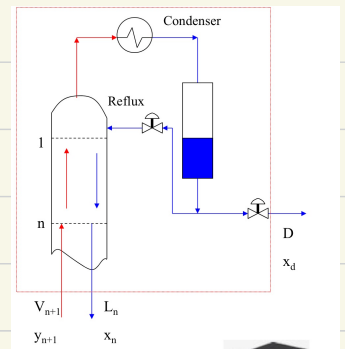 Condenser
Reflux
1
n
D
x_d
V_{n+1} L_n
y_{n+1} x_n